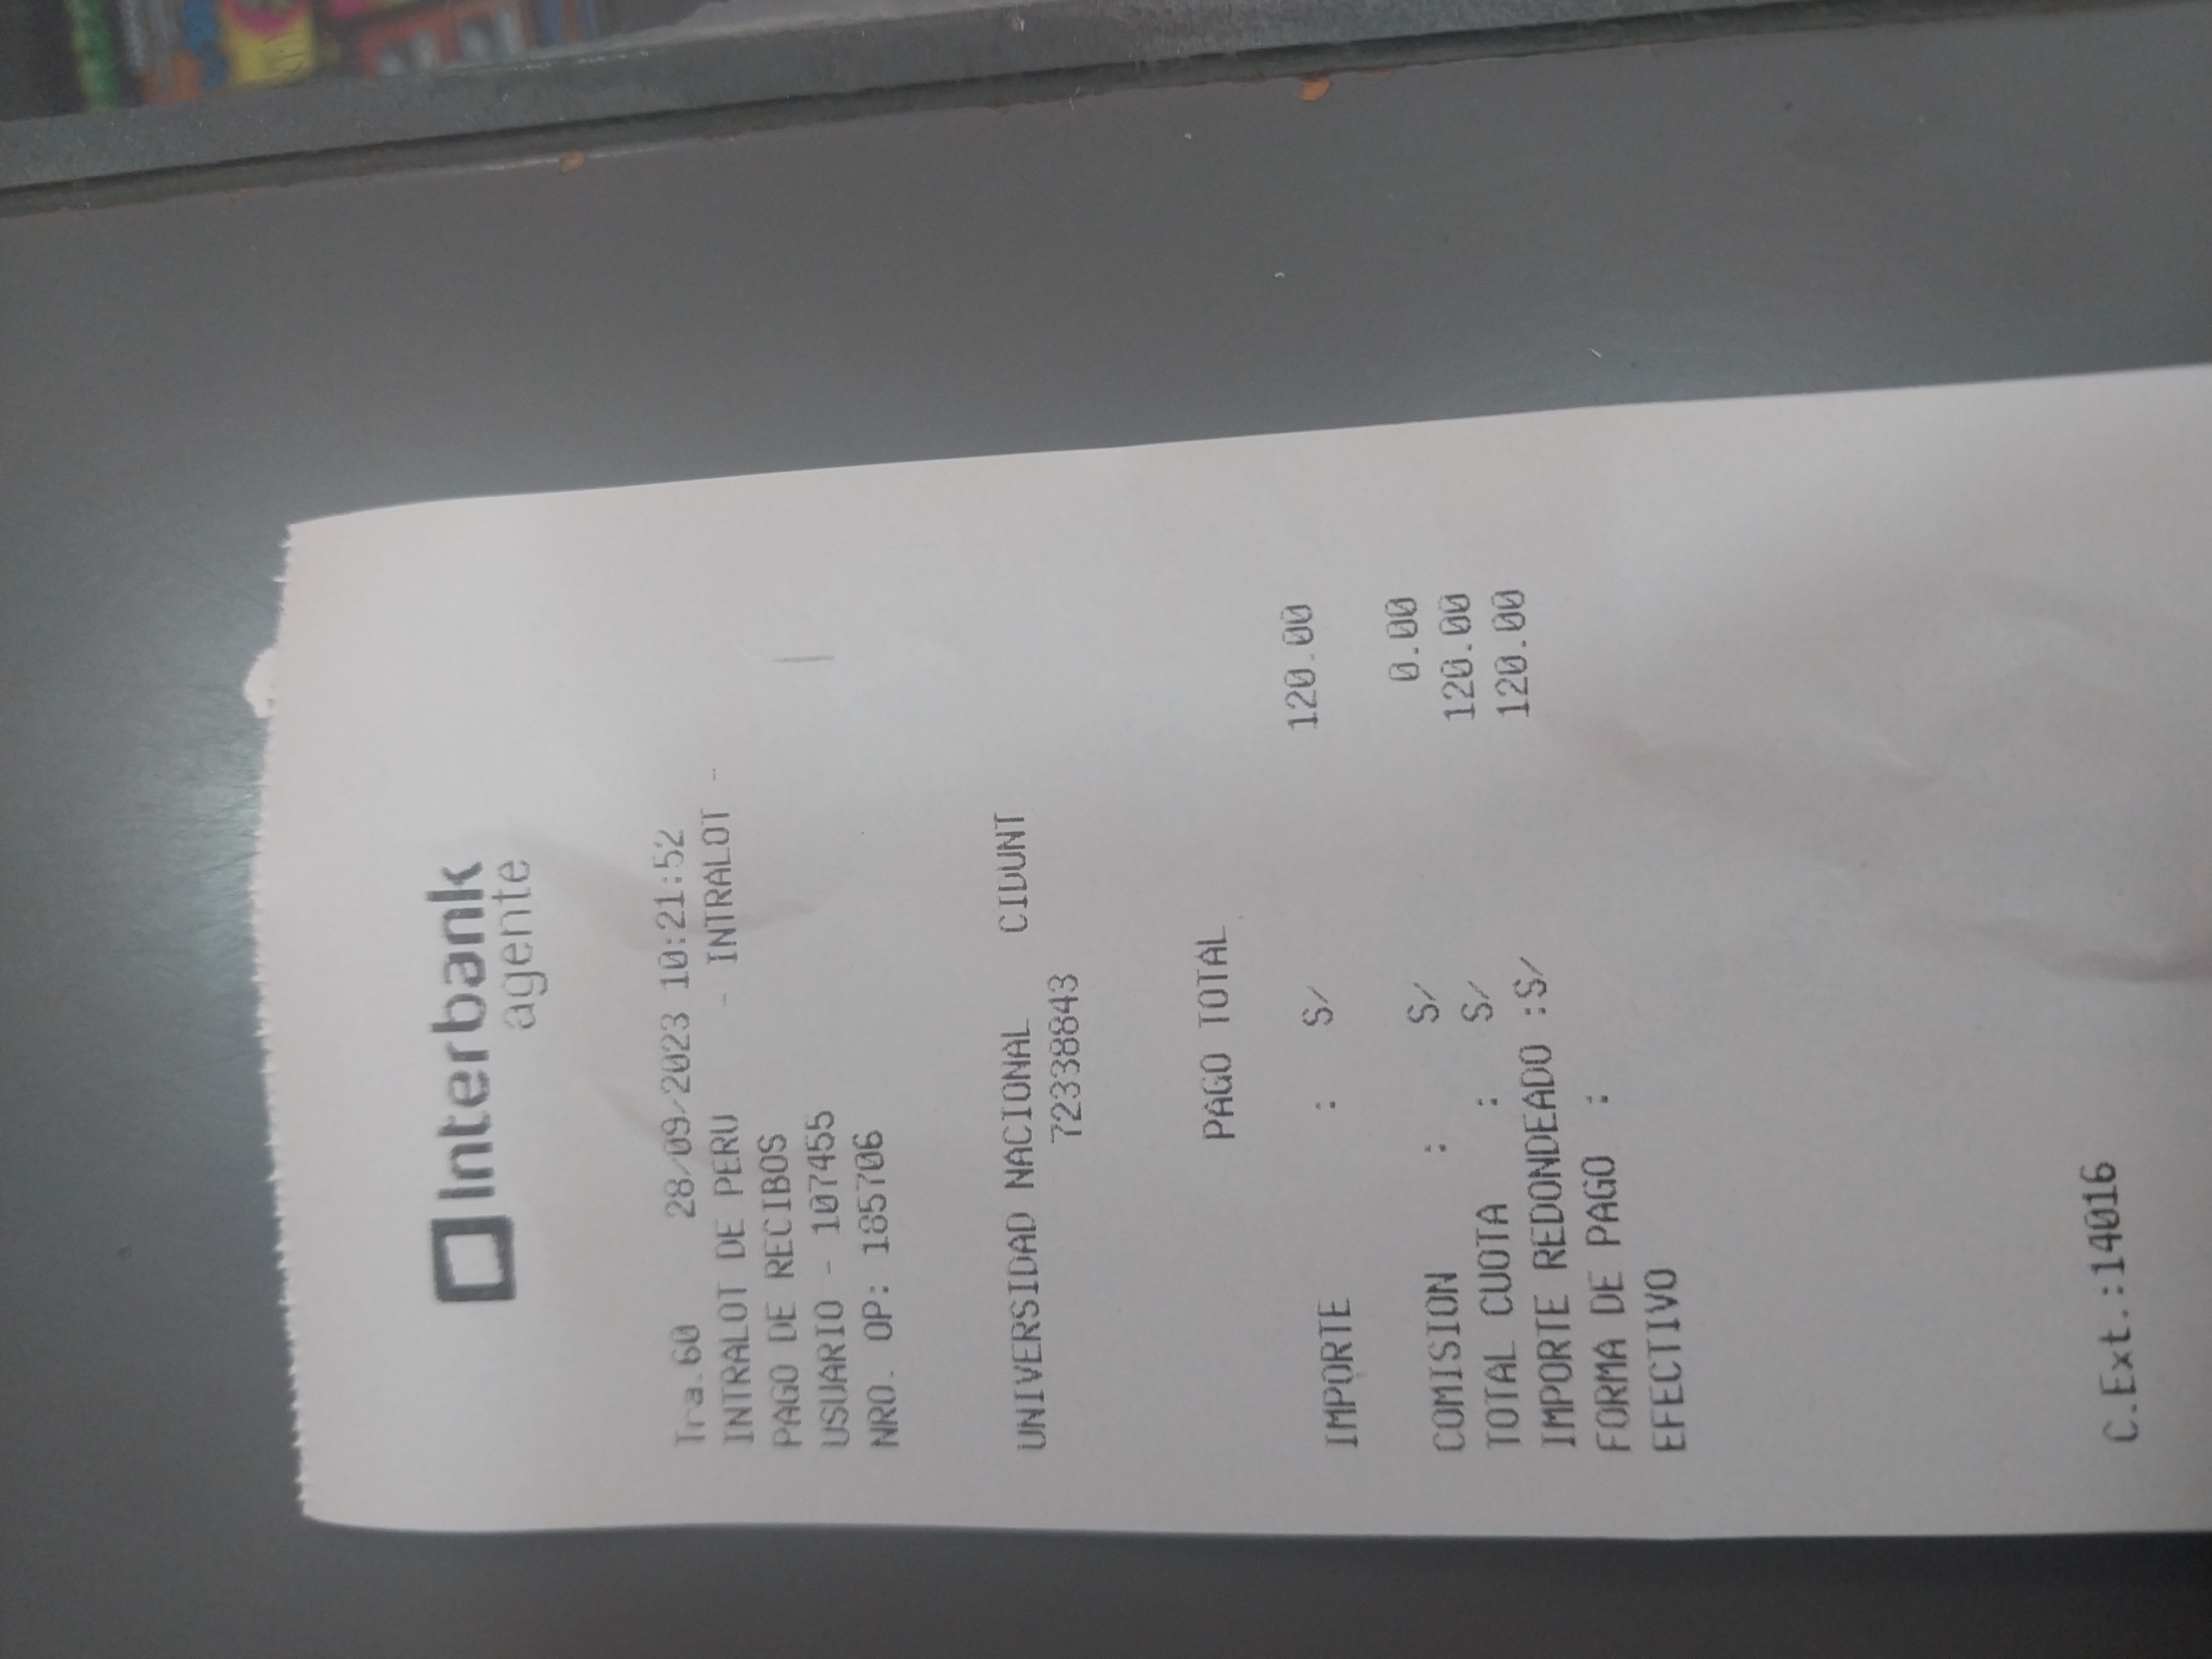 Interbank
agente
Tra.60 28/09/2023 10:21:52
INTRALOT DE PERU - INTRALOT -
PAGO DE RECIBOS
USUARIO - 107455
NRO. OP: 185706
UNIVERSIDAD NACIONAL CIDUNT
72338843
PAGO TOTAL
IMPORTE : S/ 120.00
COMISION : S/ 0.00
TOTAL CUOTA : S/ 120.00
IMPORTE REDONDEADO :S/ 120.00
FORMA DE PAGO :
EFECTIVO
C.Ext.:14016